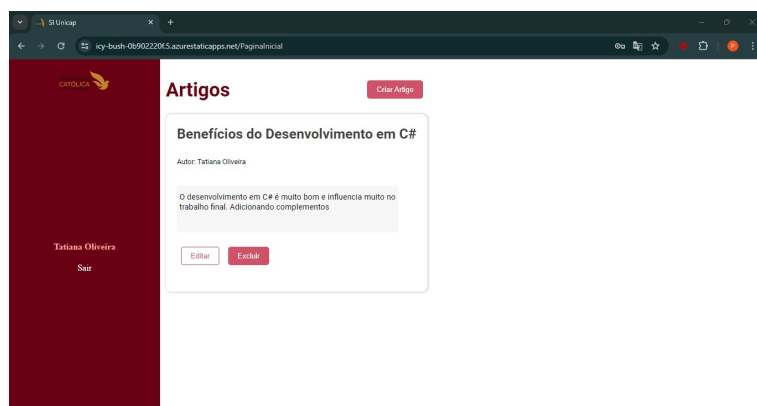 SI Unicap
icy-bush-0b902220f.5.azurestaticapps.net/PaginaInicial
CATÓLICA
Artigos
Criar Artigo
Benefícios do Desenvolvimento em C#
Autor: Tatiana Oliveira
O desenvolvimento em C# é muito bom e influencia muito no
trabalho final. Adicionando complementos
Tatiana Oliveira
Editar
Excluir
Sair